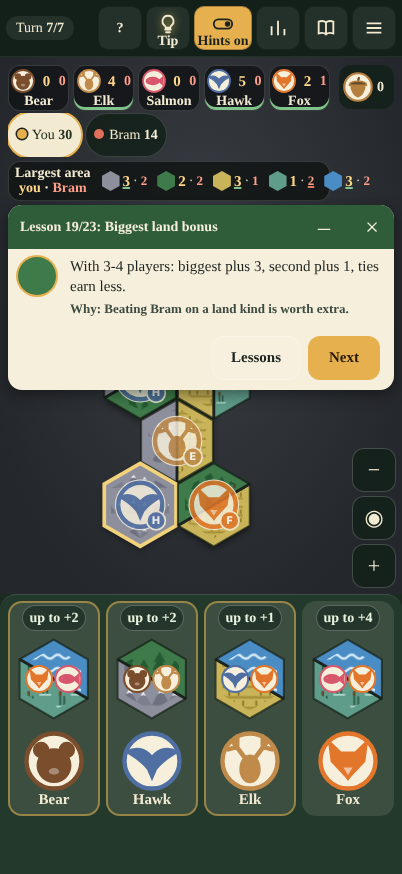 Turn 7/7
?
Tip
Hints on
0 0
Bear
4 0
Elk
0 0
Salmon
5 0
Hawk
2 1
Fox
0
You 30
Bram 14
Largest area
you · Bram
3 · 2
2 · 2
3 · 1
1 · 2
3 · 2
Lesson 19/23: Biggest land bonus
With 3-4 players: biggest plus 3, second plus 1, ties
earn less.
Why: Beating Bram on a land kind is worth extra.
Lessons
Next
H
E
H
F
up to +2
up to +2
up to +1
up to +4
Bear
Hawk
Elk
Fox